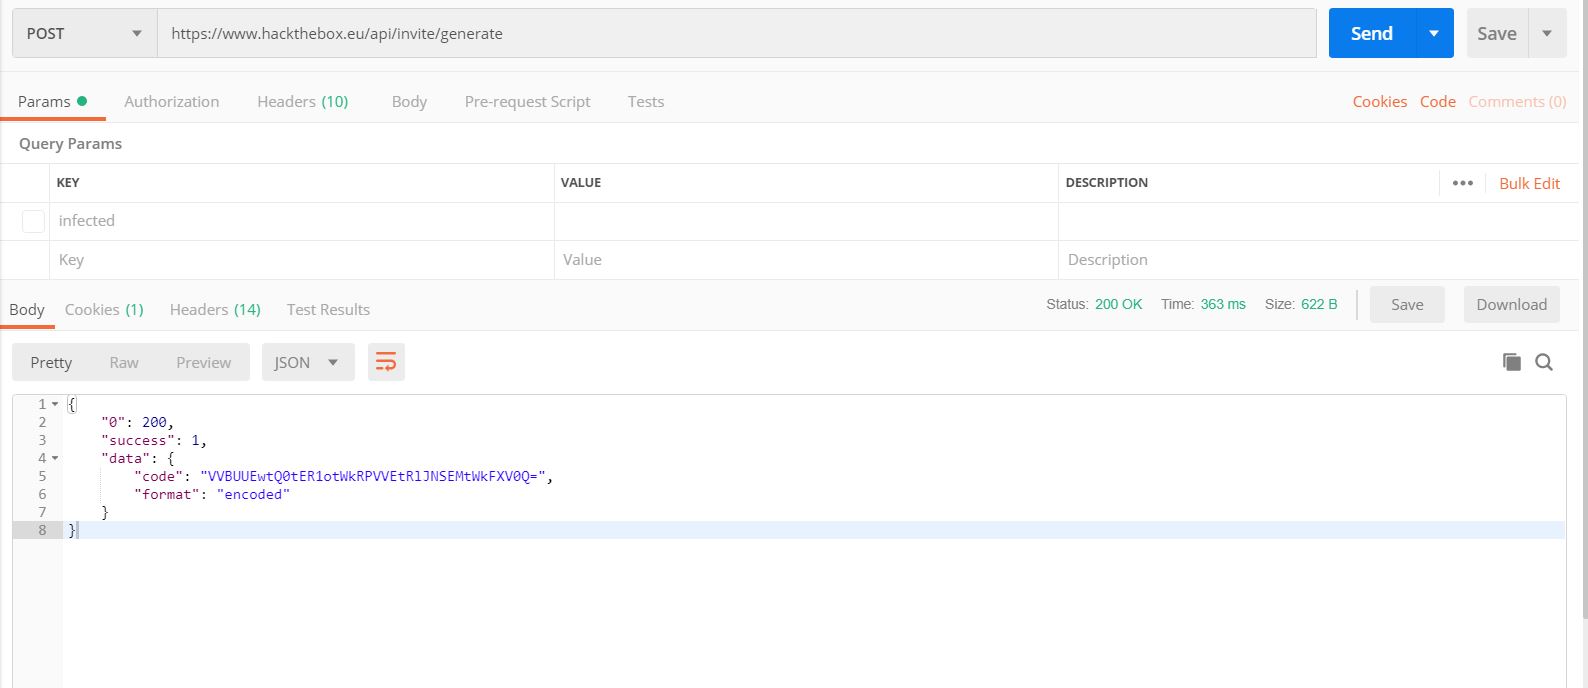 POST https://www.hackthebox.eu/api/invite/generate Send Save
Params Authorization Headers (10) Body Pre-request Script Tests Cookies Code Comments (0)
Query Params
KEY VALUE DESCRIPTION ••• Bulk Edit
infected
Key Value Description
Body Cookies (1) Headers (14) Test Results Status: 200 OK Time: 363 ms Size: 622 B Save Download
Pretty Raw Preview JSON
1 {
2 "0": 200,
3 "success": 1,
4 "data": {
5 "code": "VVBUUEwtQ0tER1otWkRPVVEtRlJNSEMtWkFXV0Q=",
6 "format": "encoded"
7 }
8 }